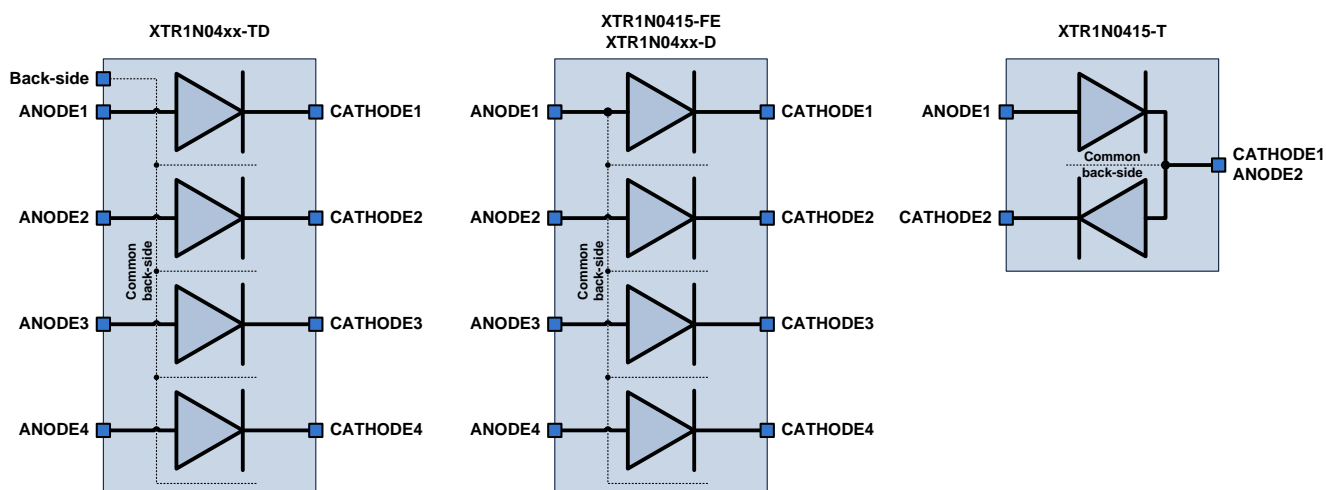 XTR1N04xx-TD
Back-side
ANODE1
CATHODE1
ANODE2
CATHODE2
Common
back-side
ANODE3
CATHODE3
ANODE4
CATHODE4
XTR1N0415-FE
XTR1N04xx-D
ANODE1
CATHODE1
ANODE2
CATHODE2
Common
back-side
ANODE3
CATHODE3
ANODE4
CATHODE4
XTR1N0415-T
ANODE1
Common
back-side
CATHODE1
ANODE2
CATHODE2